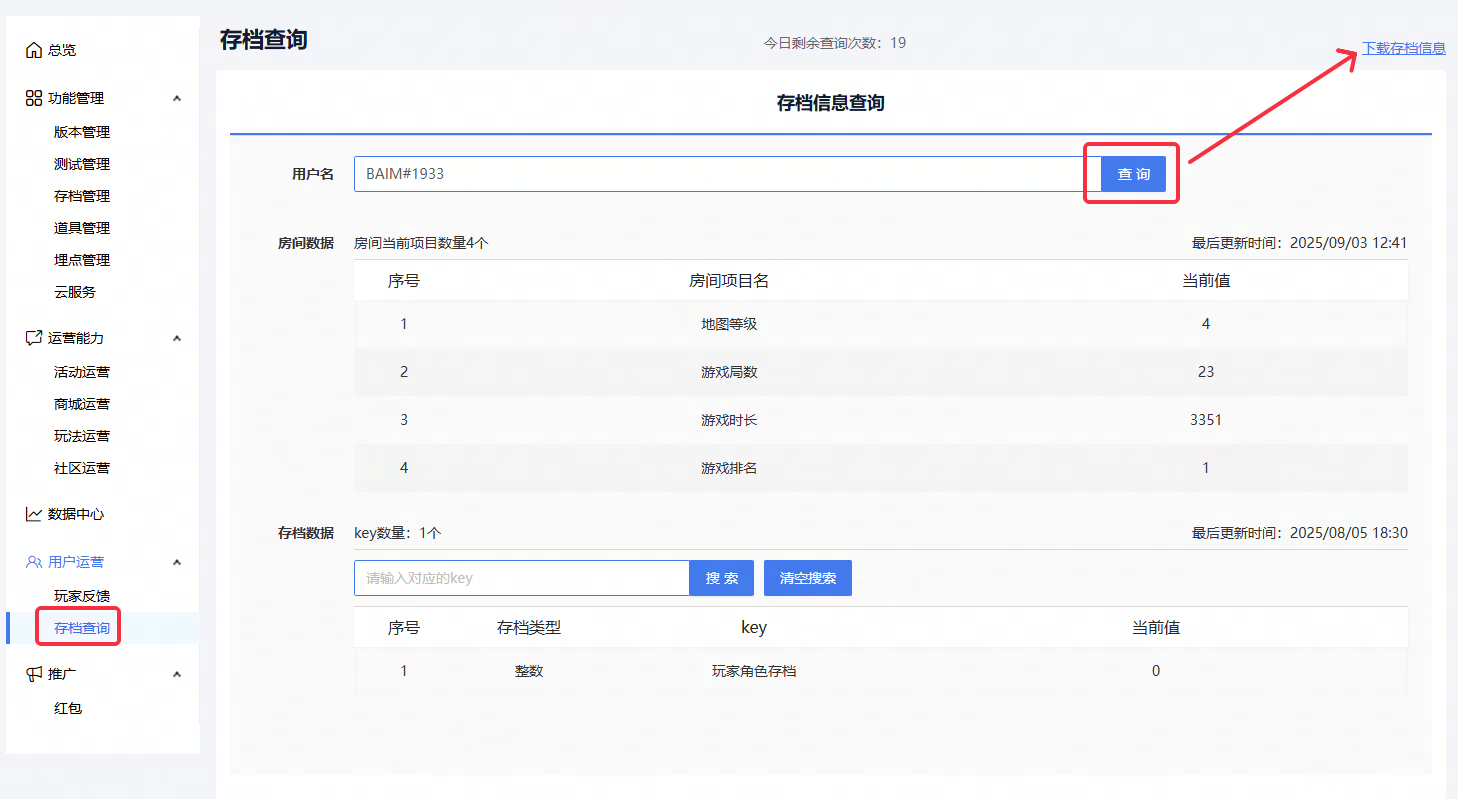 总览
功能管理
版本管理
测试管理
存档管理
道具管理
埋点管理
云服务
运营能力
活动运营
商城运营
玩法运营
社区运营
数据中心
用户运营
玩家反馈
存档查询
推广
红包
存档查询 今日剩余查询次数：19 下载存档信息
存档信息查询
用户名 BAIM#1933 查 询
房间数据 房间当前项目数量4个 最后更新时间：2025/09/03 12:41
序号 房间项目名 当前值
1 地图等级 4
2 游戏局数 23
3 游戏时长 3351
4 游戏排名 1
存档数据 key数量：1个 最后更新时间：2025/08/05 18:30
请输入对应的key 搜 索 清空搜索
序号 存档类型 key 当前值
1 整数 玩家角色存档 0